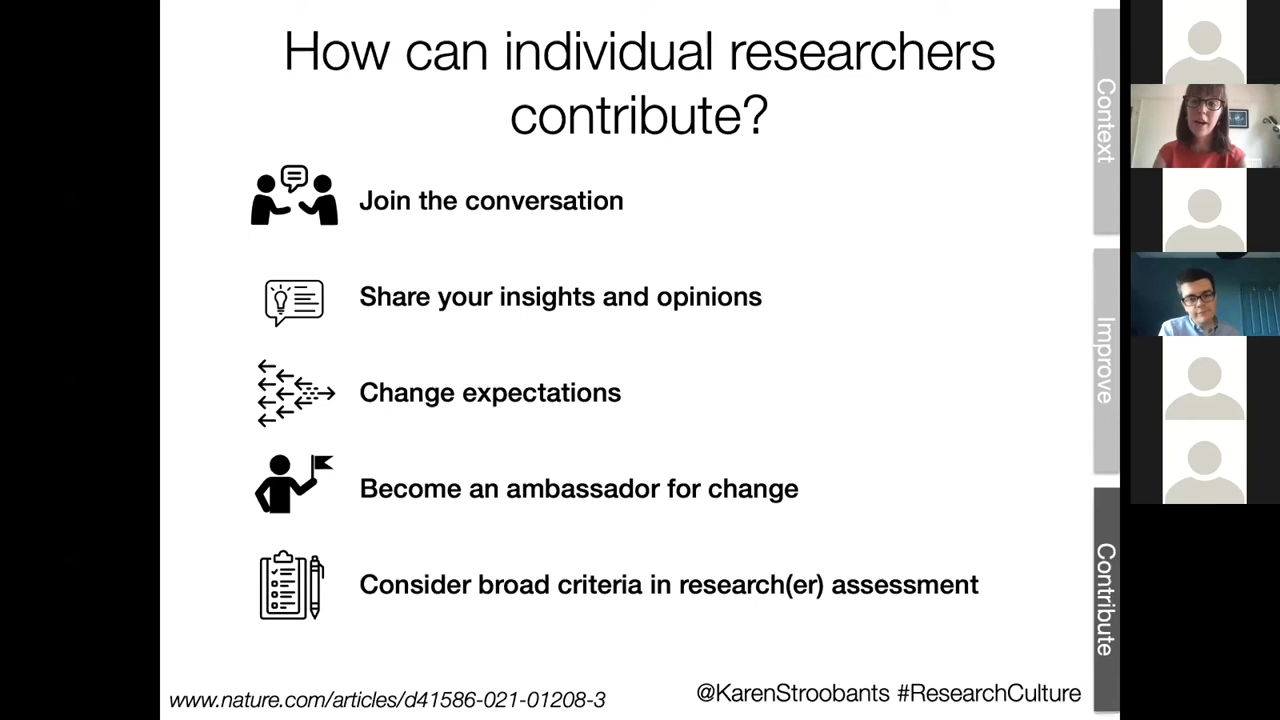 How can individual researchers
contribute?
Join the conversation
Share your insights and opinions
Change expectations
Become an ambassador for change
Consider broad criteria in research(er) assessment
www.nature.com/articles/d41586-021-01208-3
@KarenStroobants #ResearchCulture
Context
Improve
Contribute